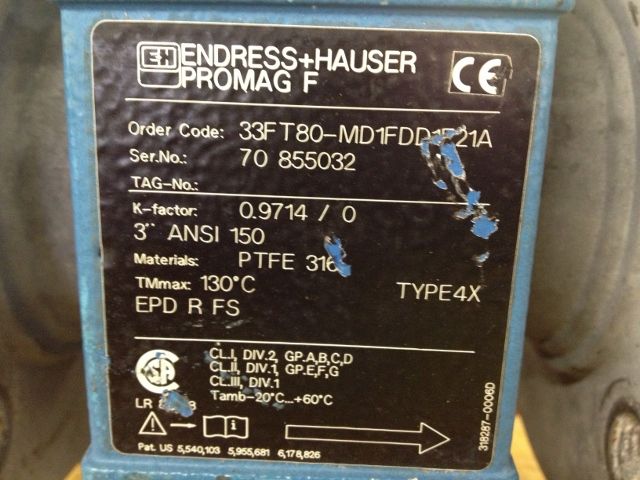 EH ENDRESS+HAUSER
PROMAG F
CE
Order Code: 33FT80-MD1FDD1F21A
Ser.No.: 70 855032
TAG-No.:
K-factor: 0.9714 / 0
3" ANSI 150
Materials: PTFE 316
TMmax: 130°C
TYPE4X
EPD R FS
CL.I, DIV.2, GP.A,B,C,D
CL.II, DIV.1, GP.E,F,G
CL.III, DIV.1
Tamb-20°C...+60°C
LR
Pat. US 5,540,103 5,955,681 6,178,826
318287-0006D